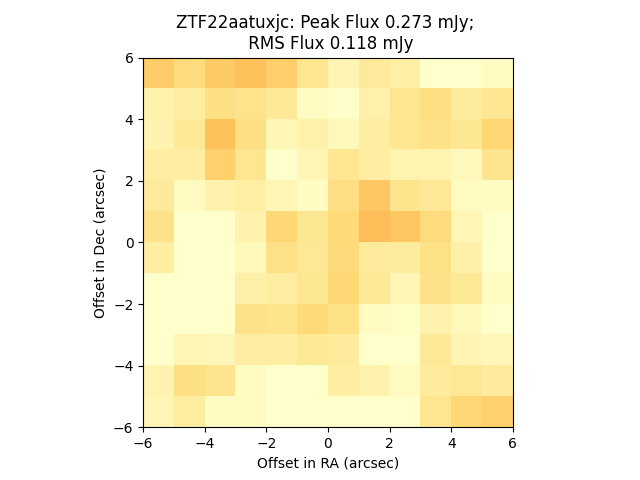 ZTF22aatuxjc: Peak Flux 0.273 mJy;
RMS Flux 0.118 mJy
6
4
2
0
−2
−4
−6
Offset in Dec (arcsec)
−6 −4 −2 0 2 4 6
Offset in RA (arcsec)